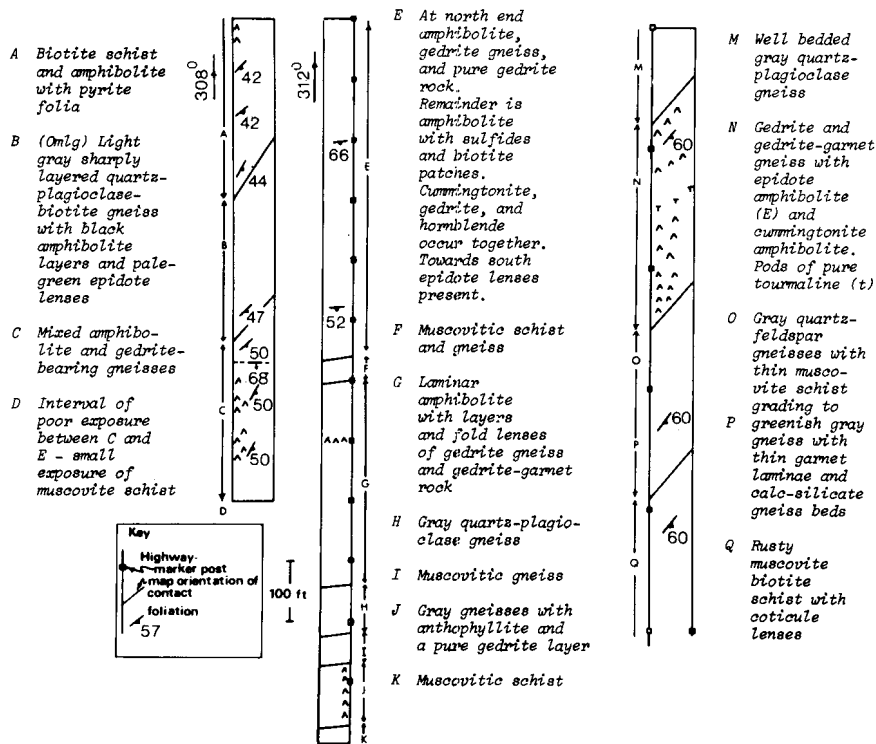 A Biotite schist
and amphibolite
with pyrite
folia
B (Omlg) Light
gray sharply
layered quartz-
plagioclase-
biotite gneiss
with black
amphibolite
layers and pale-
green epidote
lenses
C Mixed amphibo-
lite and gedrite-
bearing gneisses
D Interval of
poor exposure
between C and
E - small
exposure of
muscovite schist
308°
42
42
44
47
50
68
50
50
A
B
C
D
Key
Highway-
marker post
map orientation of
contact
foliation
57
100 ft
312°
66
52
E
F
G
H
I
J
K
E At north end
amphibolite,
gedrite gneiss,
and pure gedrite
rock.
Remainder is
amphibolite
with sulfides
and biotite
patches.
Cummingtonite,
gedrite, and
hornblende
occur together.
Towards south
epidote lenses
present.
F Muscovitic schist
and gneiss
G Laminar
amphibolite
with layers
and fold lenses
of gedrite gneiss
and gedrite-garnet
rock
H Gray quartz-plagio-
clase gneiss
I Muscovitic gneiss
J Gray gneisses with
anthophyllite and
a pure gedrite layer
K Muscovitic schist
M
N
O
P
Q
60
T
T
60
60
M Well bedded
gray quartz-
plagioclase
gneiss
N Gedrite and
gedrite-garnet
gneiss with
epidote
amphibolite
(E) and
cummingtonite
amphibolite.
Pods of pure
tourmaline (t)
O Gray quartz-
feldspar
gneisses with
thin musco-
vite schist
grading to
P greenish gray
gneiss with
thin garnet
laminae and
calc-silicate
gneiss beds
Q Rusty
muscovite
biotite
schist with
coticule
lenses